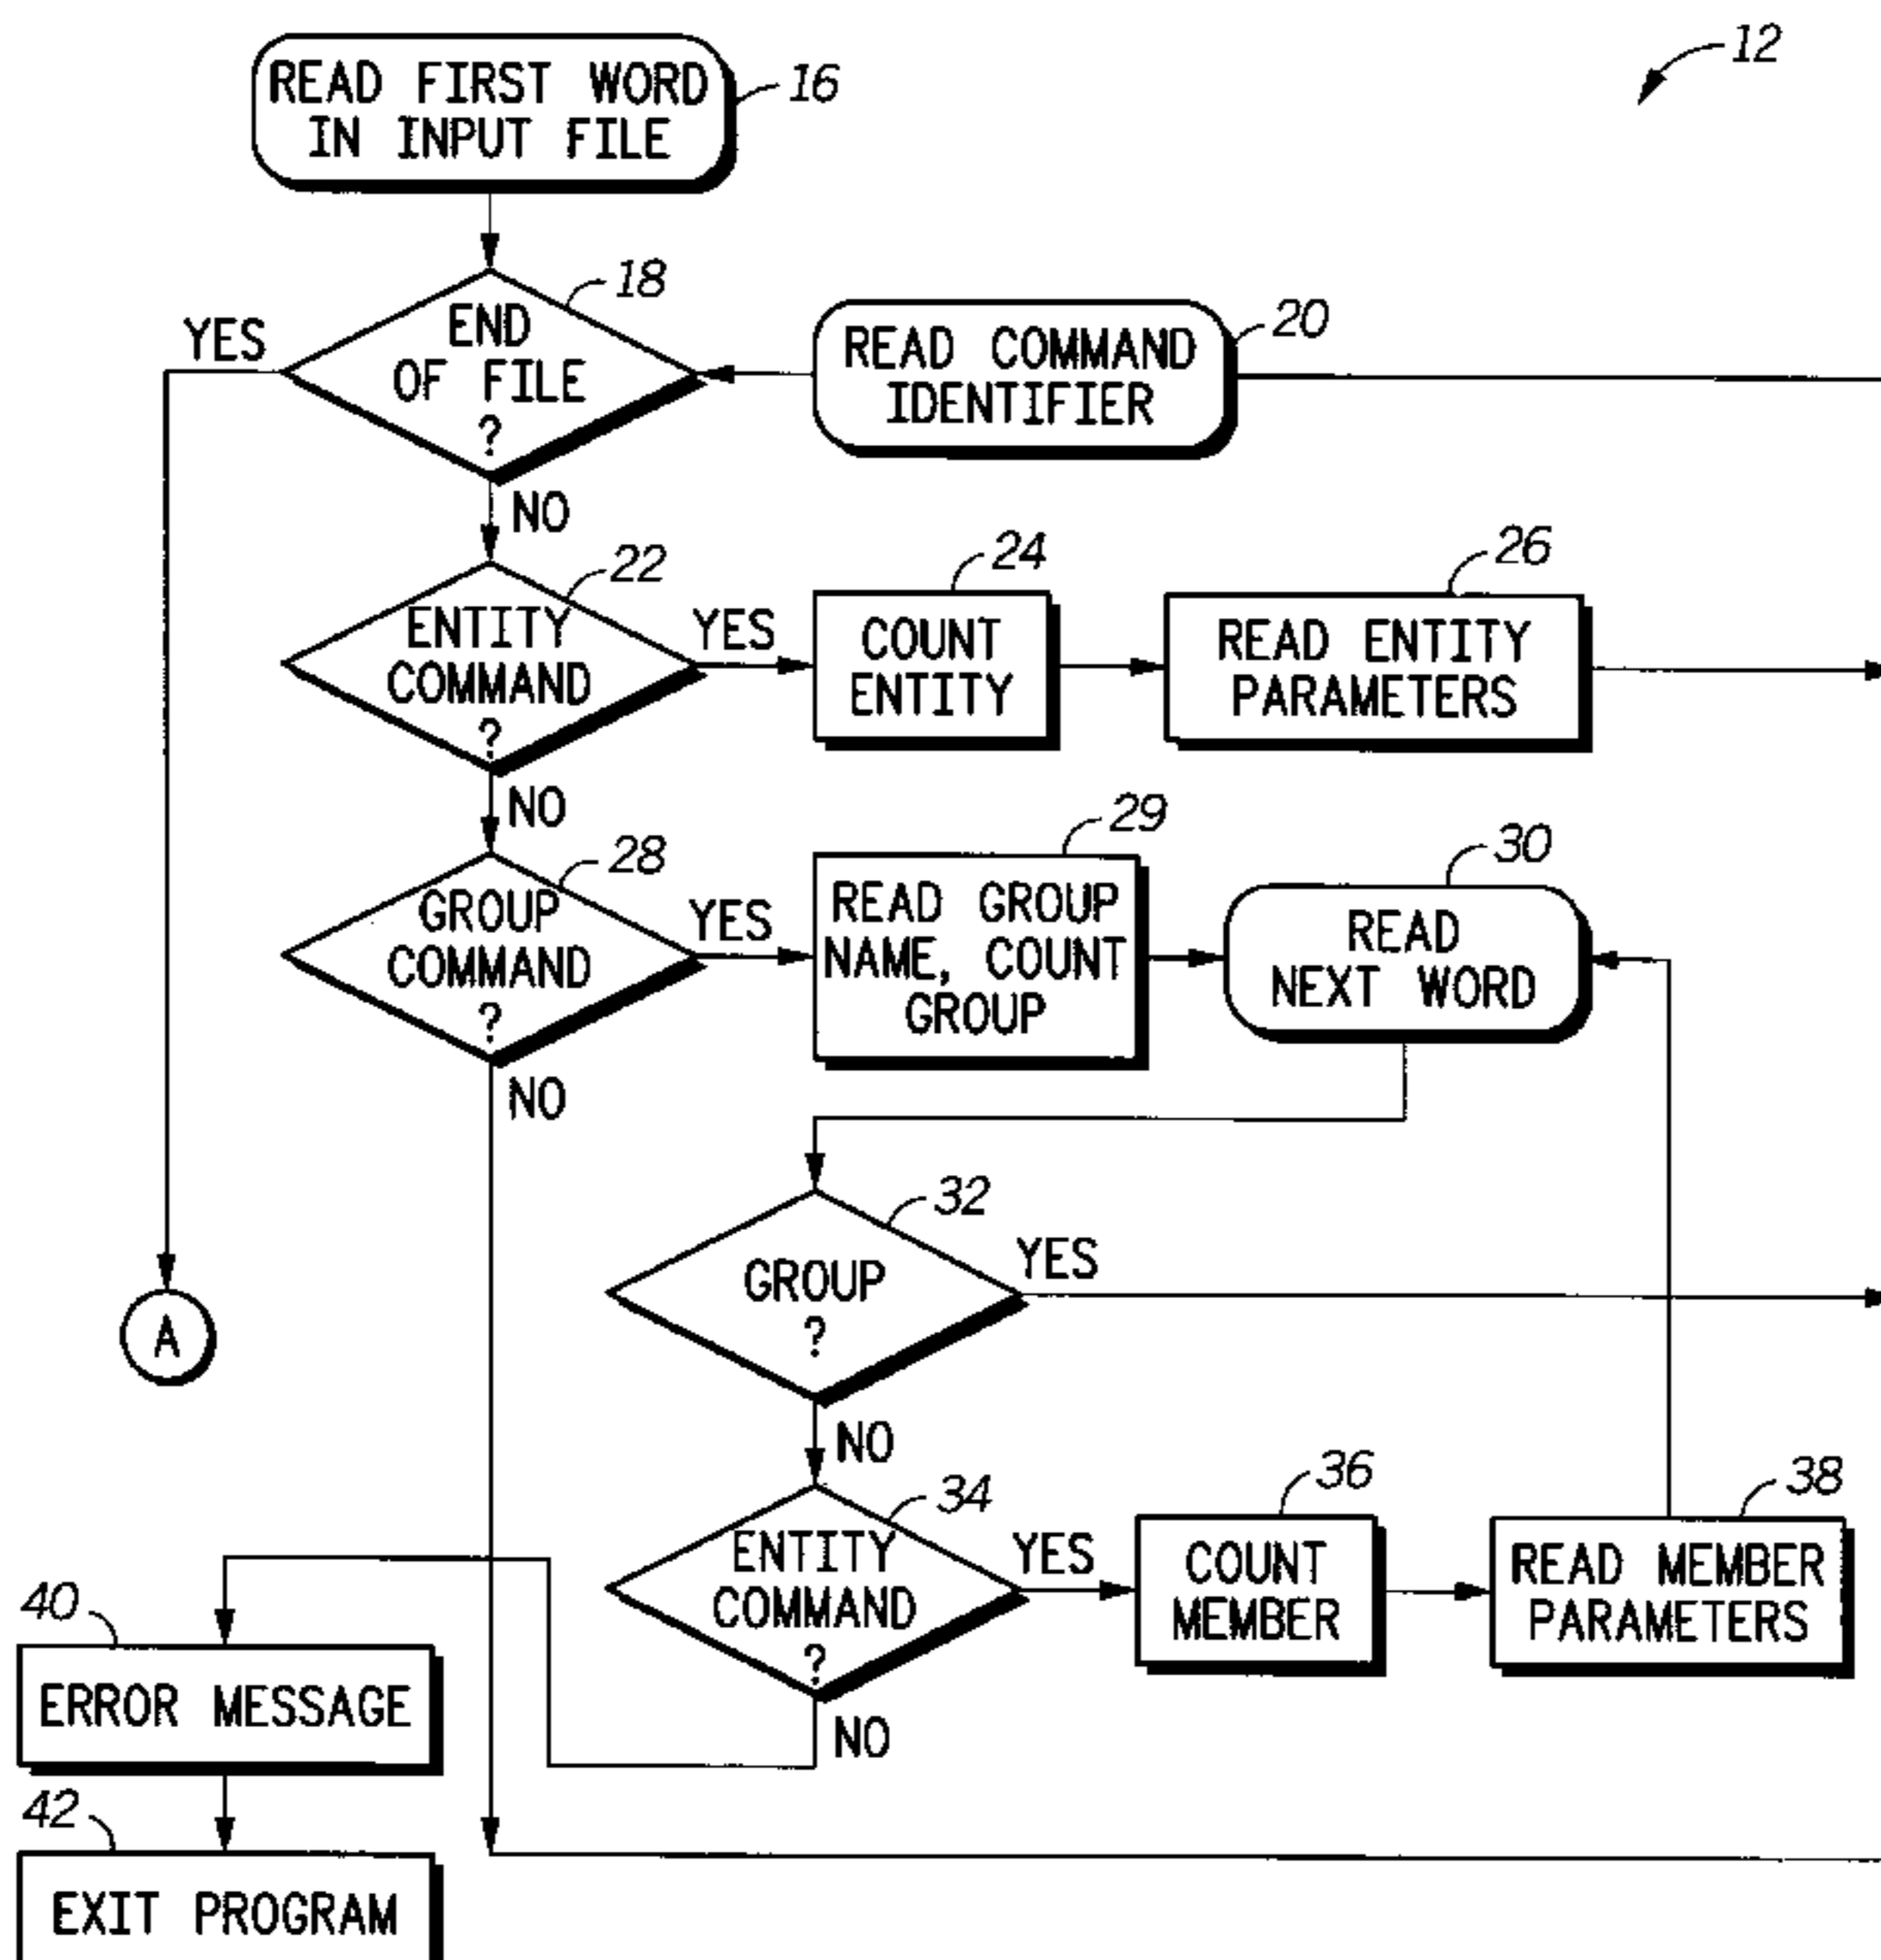 12
READ FIRST WORD
IN INPUT FILE
16
END
OF FILE
?
18
YES
NO
READ COMMAND
IDENTIFIER
20
ENTITY
COMMAND
?
22
YES
NO
COUNT
ENTITY
24
READ ENTITY
PARAMETERS
26
GROUP
COMMAND
?
28
YES
NO
READ GROUP
NAME, COUNT
GROUP
29
READ
NEXT WORD
30
GROUP
?
32
YES
NO
A
ENTITY
COMMAND
?
34
YES
NO
COUNT
MEMBER
36
READ MEMBER
PARAMETERS
38
40
ERROR MESSAGE
42
EXIT PROGRAM